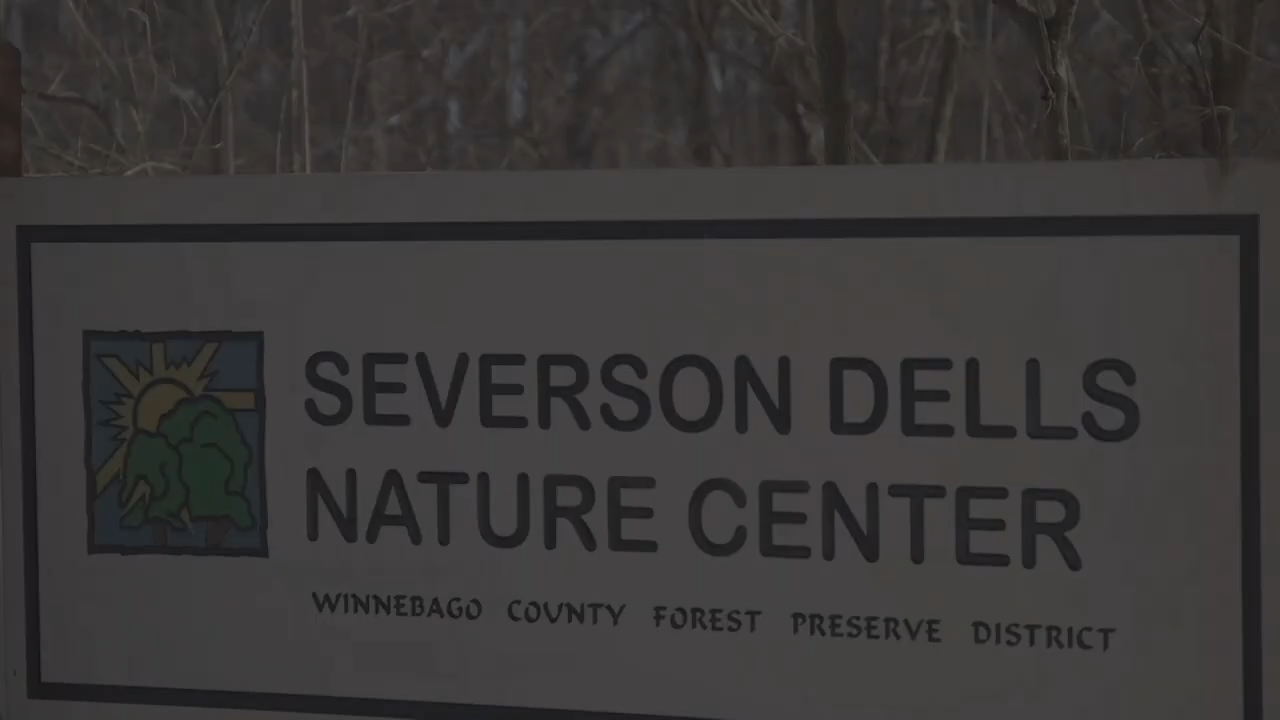 SEVERSON DELLS
NATURE CENTER
WINNEBAGO COUNTY FOREST PRESERVE DISTRICT